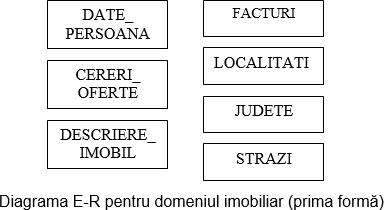 DATE_
PERSOANA
CERERI_
OFERTE
DESCRIERE_
IMOBIL
FACTURI
LOCALITATI
JUDETE
STRAZI
Diagrama E-R pentru domeniul imobiliar (prima formă)